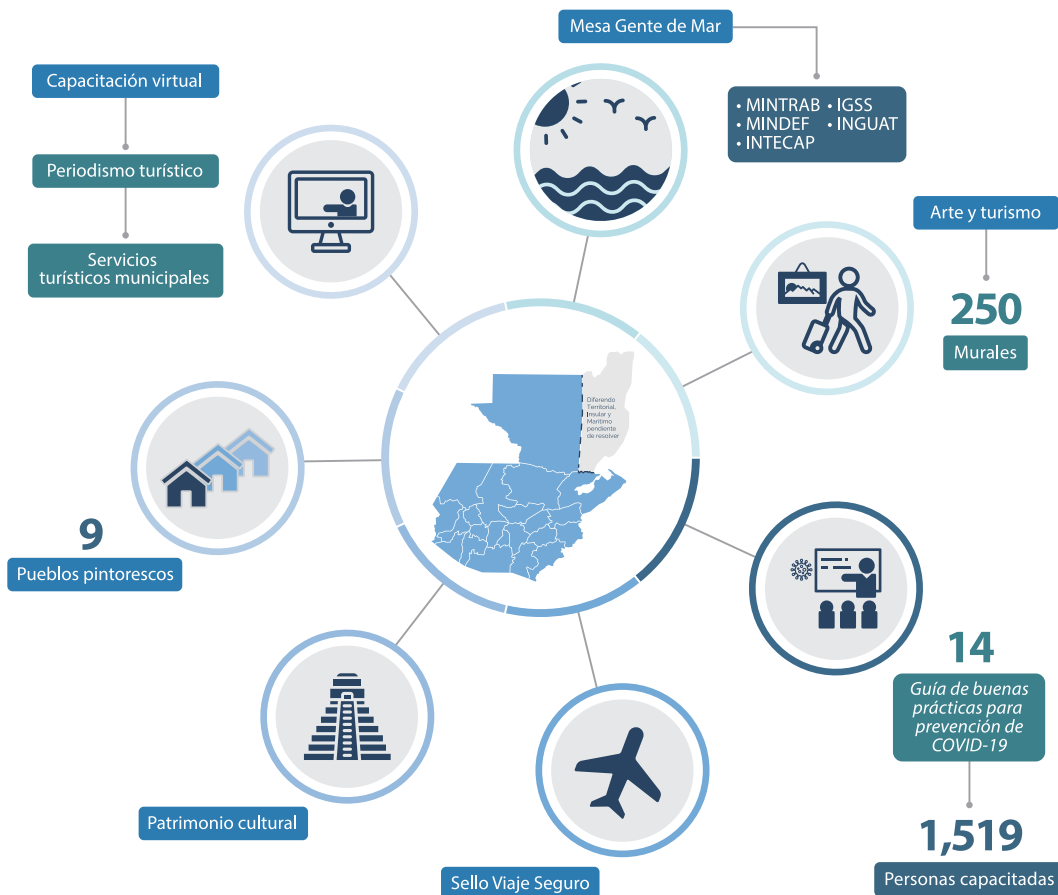 Mesa Gente de Mar
• MINTRAB • IGSS
• MINDEF • INGUAT
• INTECAP
Capacitación virtual
Periodismo turístico
Servicios
turísticos municipales
Arte y turismo
250
Murales
Diferendo
Territorial,
Insular y
Marítimo
pendiente
de resolver
9
Pueblos pintorescos
14
Guía de buenas
prácticas para
prevención de
COVID-19
1,519
Personas capacitadas
Patrimonio cultural
Sello Viaje Seguro